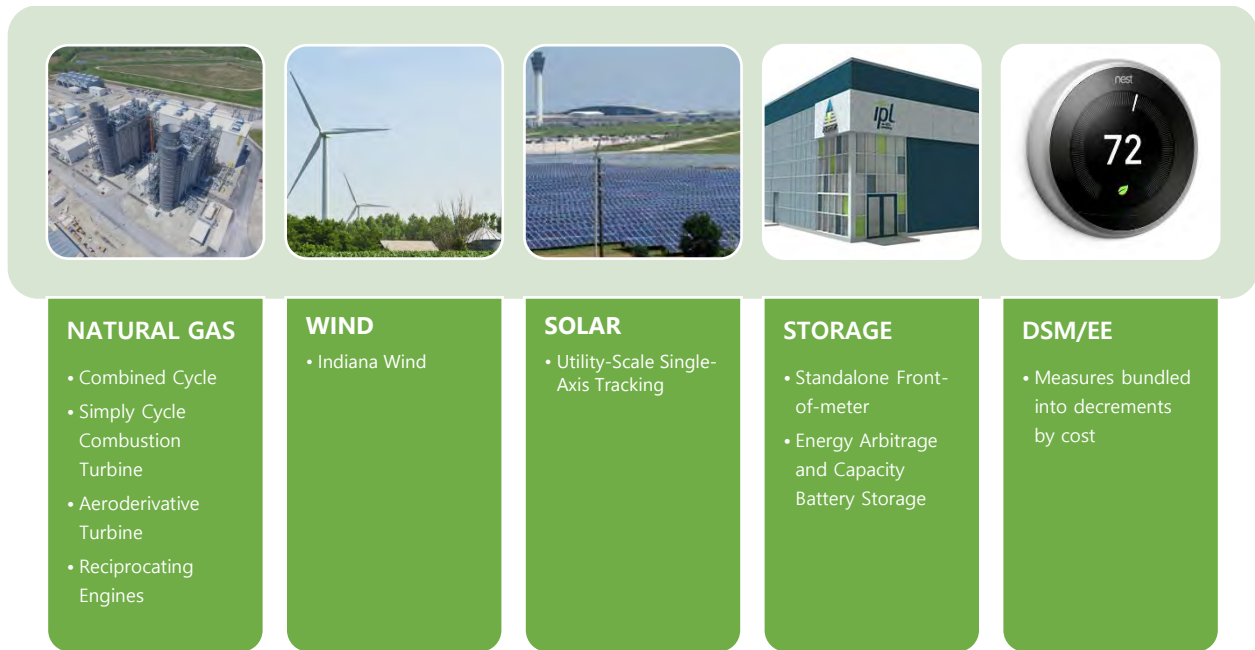 nest
72
ipl
NATURAL GAS
• Combined Cycle
• Simply Cycle
Combustion
Turbine
• Aeroderivative
Turbine
• Reciprocating
Engines
WIND
• Indiana Wind
SOLAR
• Utility-Scale Single-
Axis Tracking
STORAGE
• Standalone Front-
of-meter
• Energy Arbitrage
and Capacity
Battery Storage
DSM/EE
• Measures bundled
into decrements
by cost